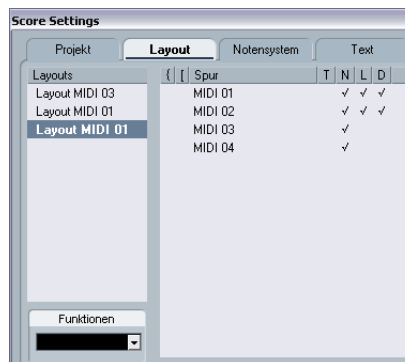 Score Settings
Projekt Layout Notensystem Text
Layouts { [ Spur T N L D
Layout MIDI 03 MIDI 01 √ √ √
Layout MIDI 01 MIDI 02 √ √ √
Layout MIDI 01 MIDI 03 √
MIDI 04 √
Funktionen